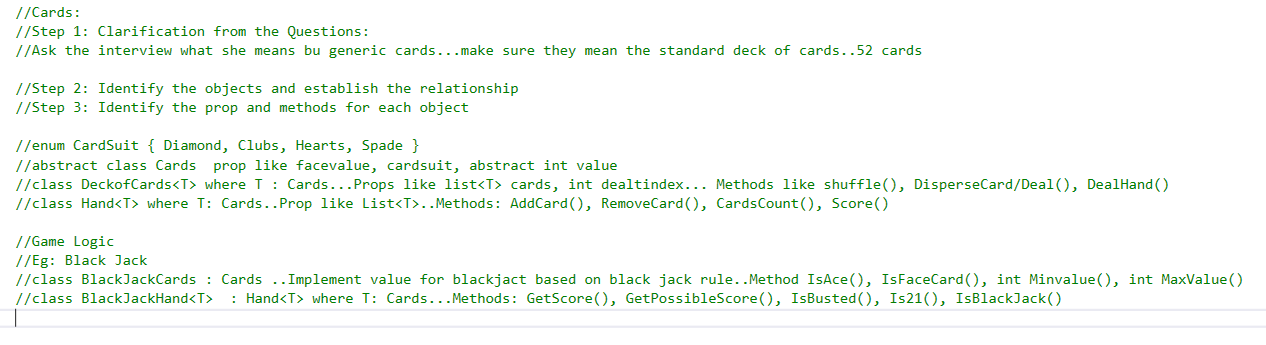 //Cards:
//Step 1: Clarification from the Questions:
//Ask the interview what she means bu generic cards...make sure they mean the standard deck of cards..52 cards
//Step 2: Identify the objects and establish the relationship
//Step 3: Identify the prop and methods for each object
//enum CardSuit { Diamond, Clubs, Hearts, Spade }
//abstract class Cards  prop like facevalue, cardsuit, abstract int value
//class DeckofCards<T> where T : Cards...Props like list<T> cards, int dealtindex... Methods like shuffle(), DisperseCard/Deal(), DealHand()
//class Hand<T> where T: Cards..Prop like List<T>..Methods: AddCard(), RemoveCard(), CardsCount(), Score()
//Game Logic
//Eg: Black Jack
//class BlackJackCards : Cards ..Implement value for blackjact based on black jack rule..Method IsAce(), IsFaceCard(), int Minvalue(), int MaxValue()
//class BlackJackHand<T>  : Hand<T> where T: Cards...Methods: GetScore(), GetPossibleScore(), IsBusted(), Is21(), IsBlackJack()